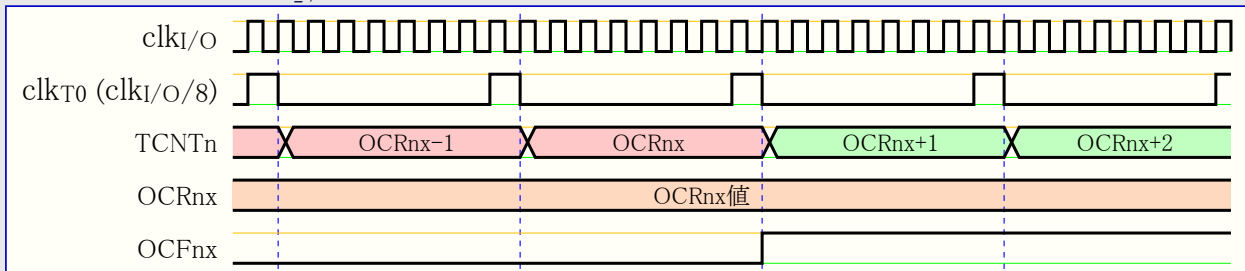 clkI/O
clkT0 (clkI/O/8)
TCNTn OCRnx-1 OCRnx OCRnx+1 OCRnx+2
OCRnx OCRnx値
OCFnx